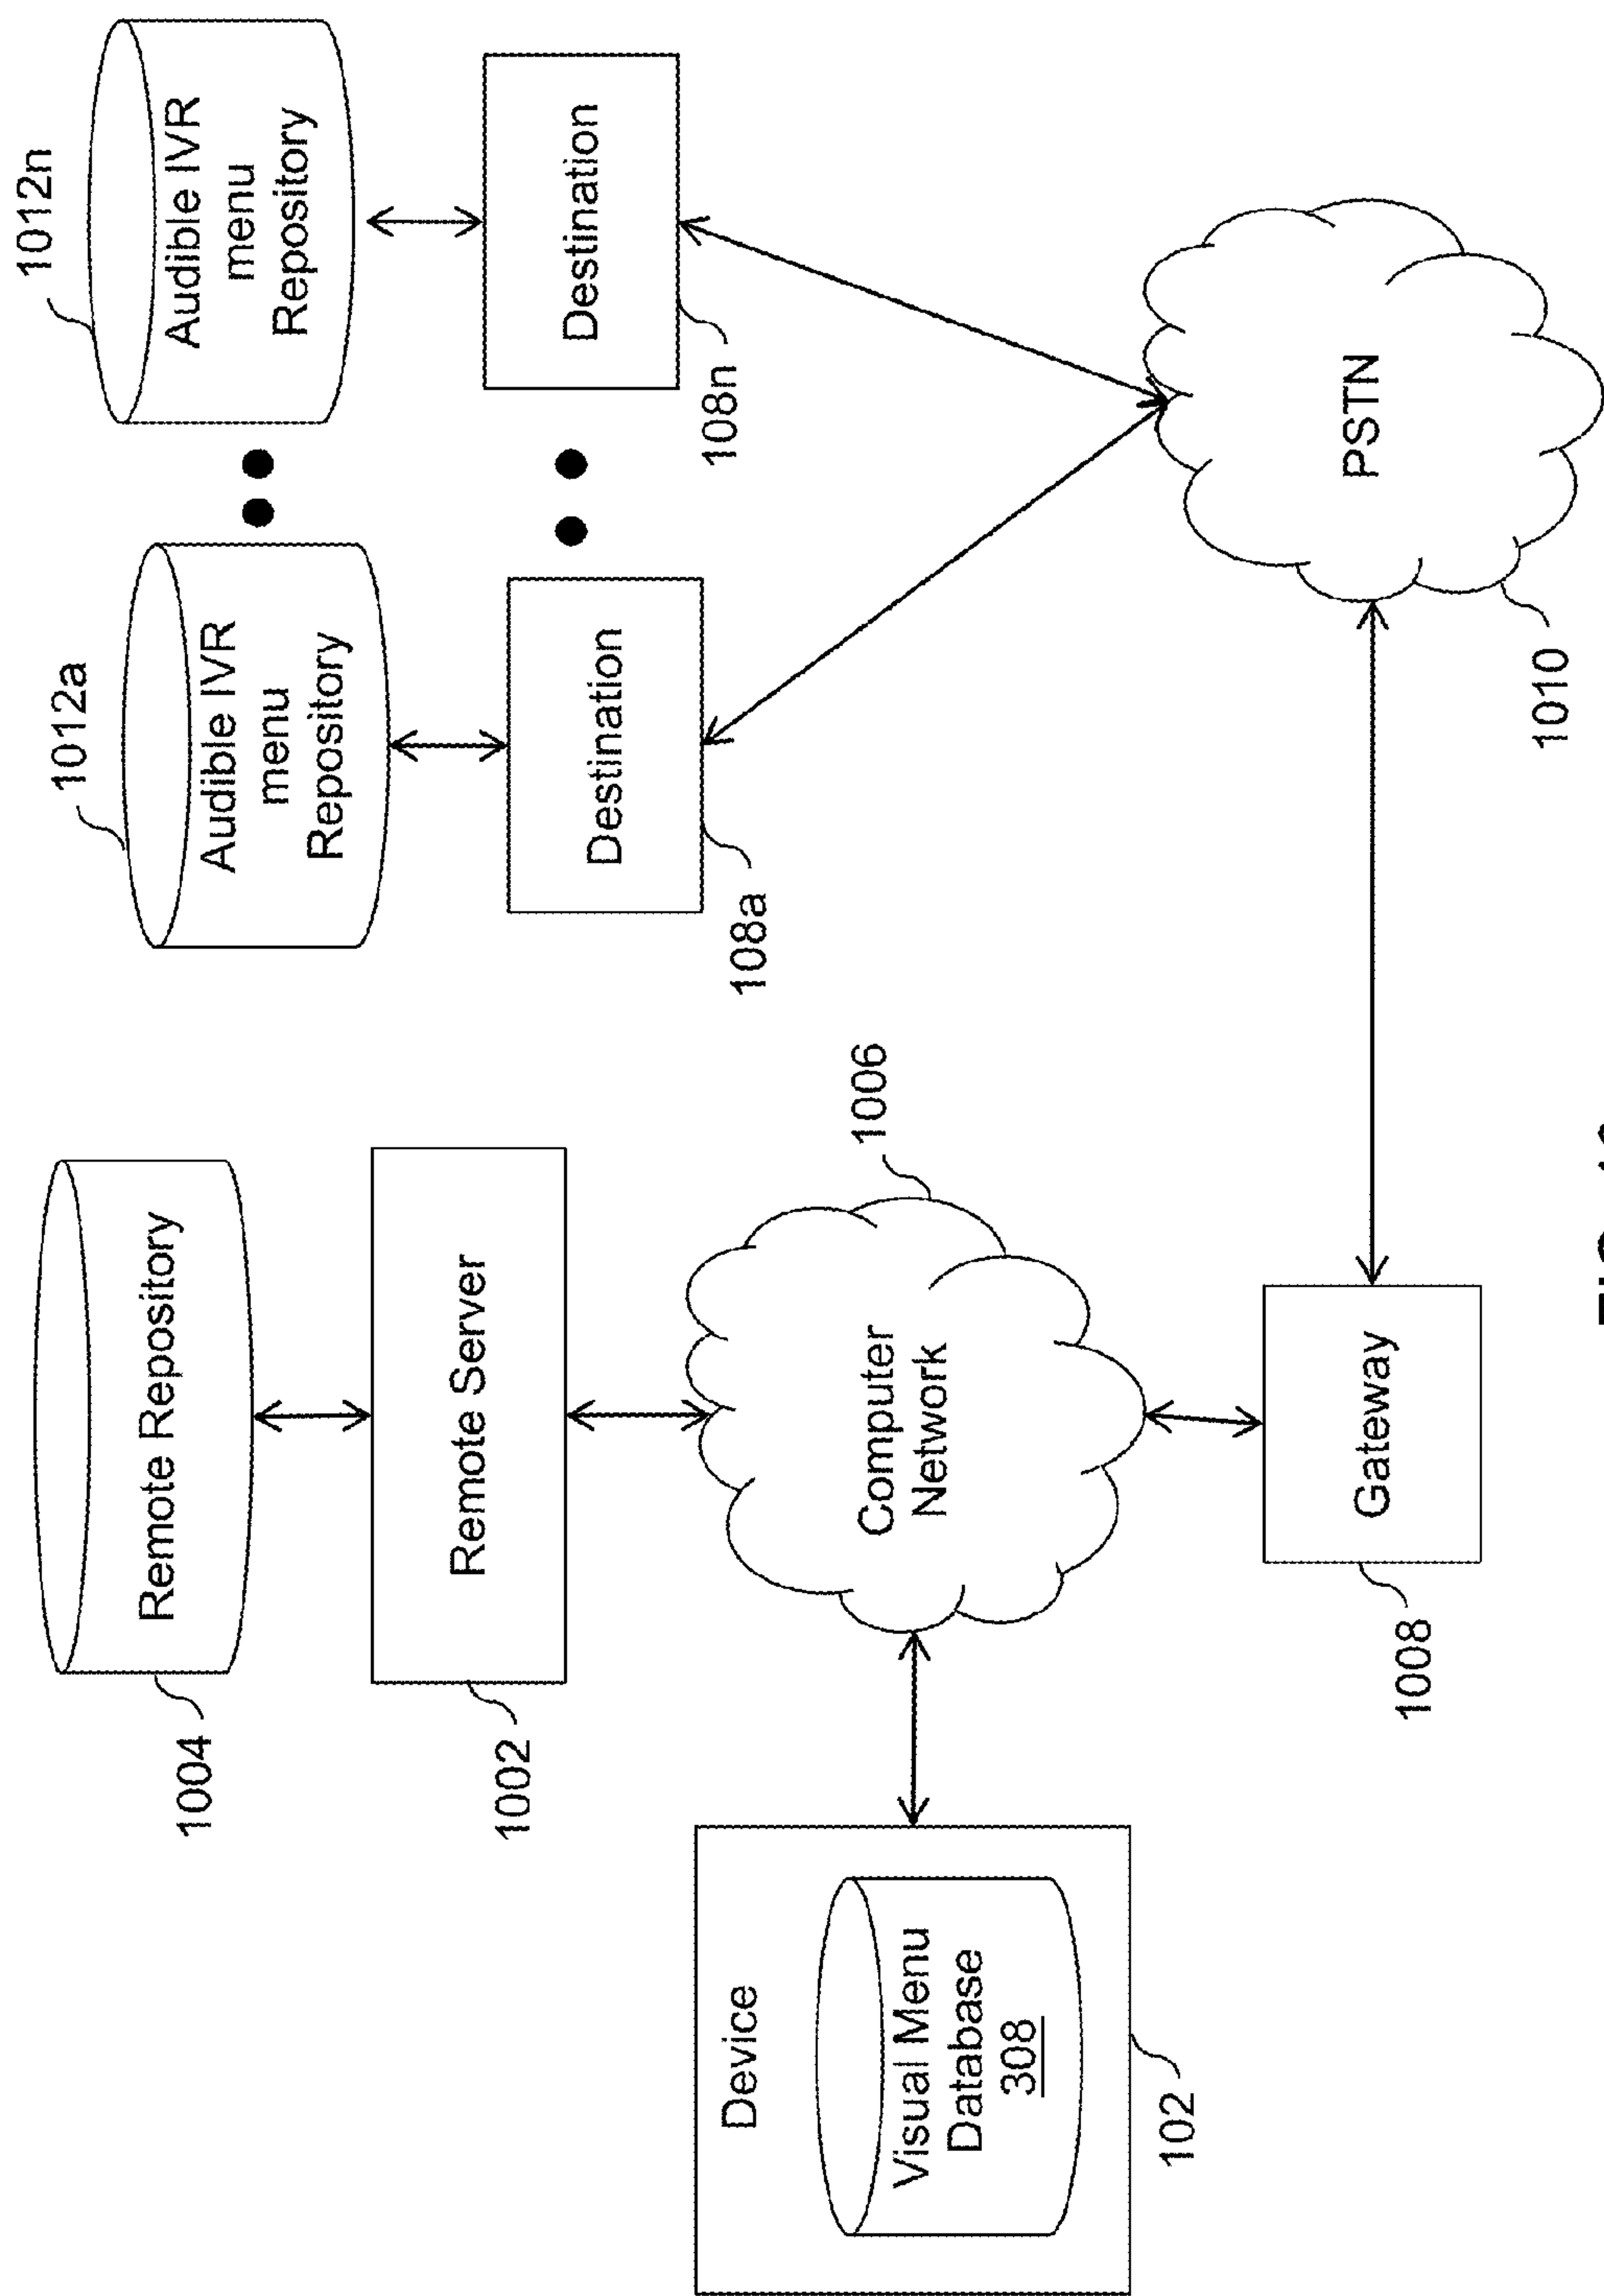 1004
Remote Repository
1002
Remote Server
Device
Visual Menu
Database
308
102
Computer
Network
1006
1008
Gateway
1012a
Audible IVR
menu
Repository
1012n
Audible IVR
menu
Repository
Destination
108a
Destination
108n
PSTN
1010